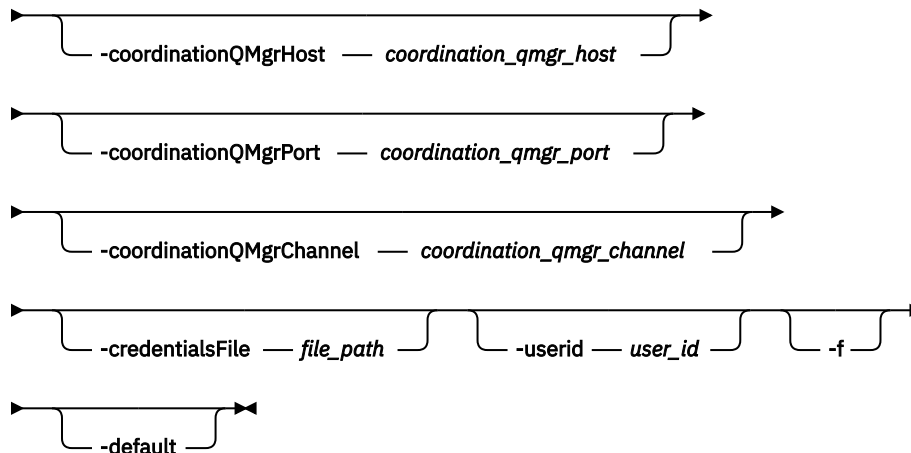 -coordinationQMgrHost coordination_qmgr_host
-coordinationQMgrPort coordination_qmgr_port
-coordinationQMgrChannel coordination_qmgr_channel
-credentialsFile file_path -userid user_id -f
-default